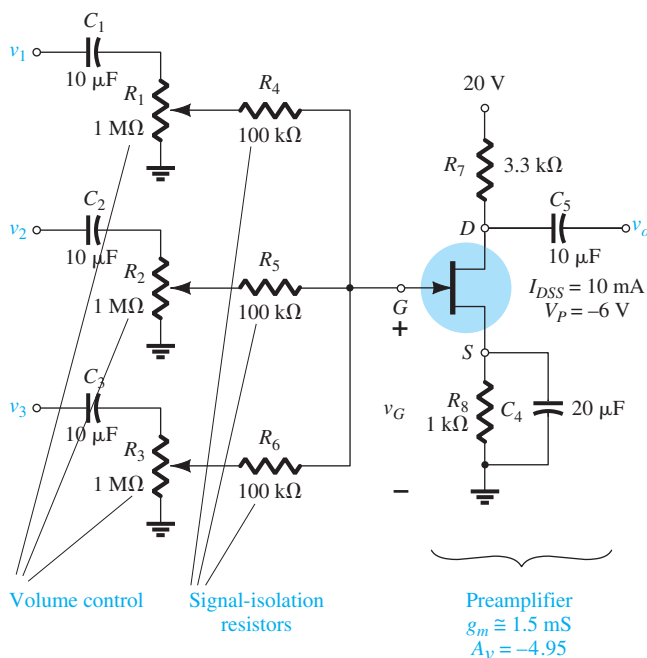 C1
v1
10 μF
R1
1 MΩ
R4
100 kΩ
20 V
R7
3.3 kΩ
C2
v2
10 μF
R2
1 MΩ
R5
100 kΩ
D
C5
vo
10 μF
G
+
IDSS = 10 mA
VP = –6 V
S
C3
v3
10 μF
R3
1 MΩ
R6
100 kΩ
vG
R8
1 kΩ
C4
20 μF
–
Volume control
Signal-isolation
resistors
Preamplifier
gm ≅ 1.5 mS
Av = –4.95